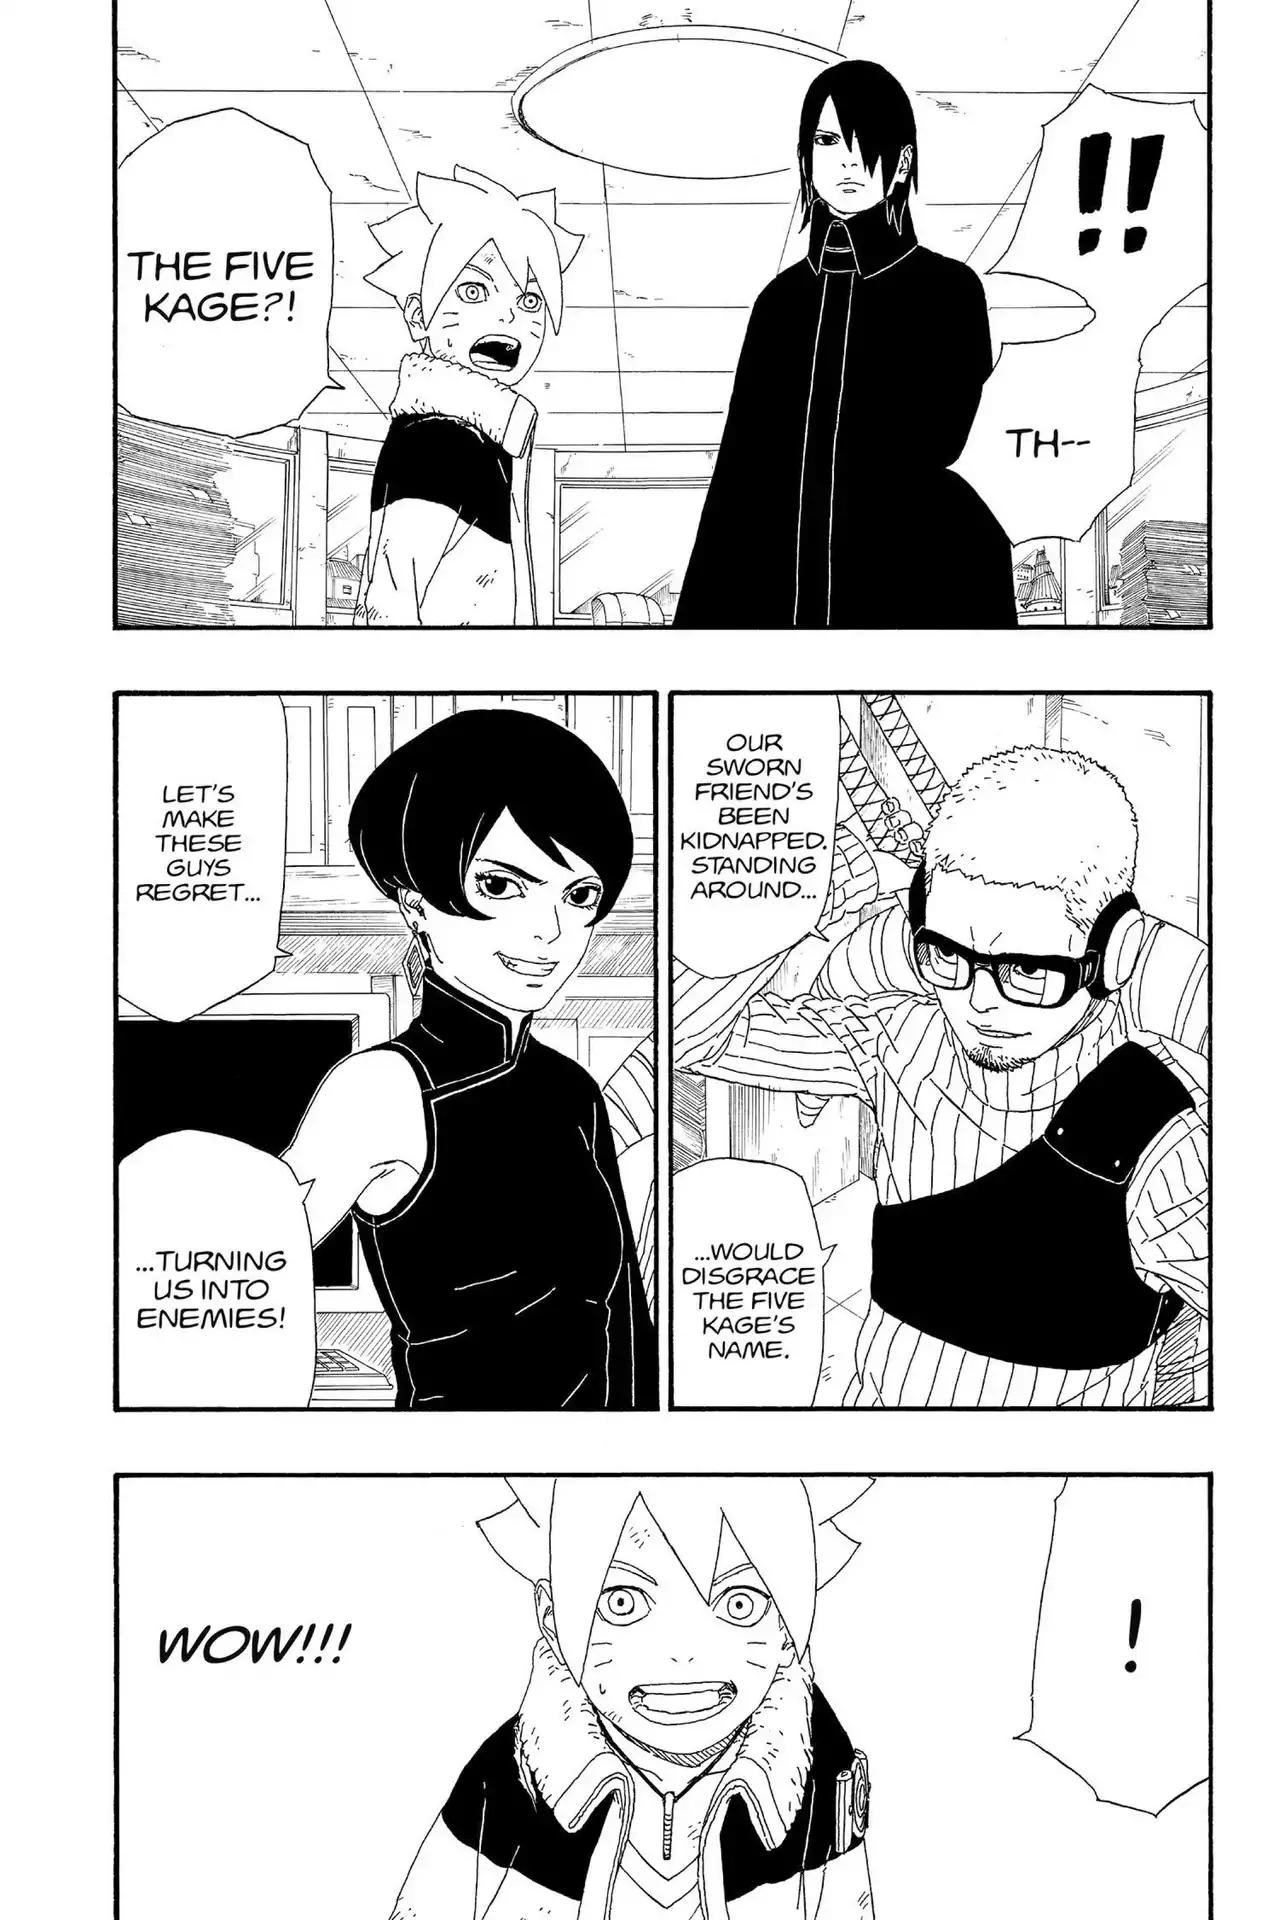 !!
TH--
THE FIVE
KAGE?!
OUR
SWORN
FRIEND'S
BEEN
KIDNAPPED.
STANDING
AROUND...
...WOULD
DISGRACE
THE FIVE
KAGE'S
NAME.
LET'S
MAKE
THESE
GUYS
REGRET...
...TURNING
US INTO
ENEMIES!
!
WOW!!!